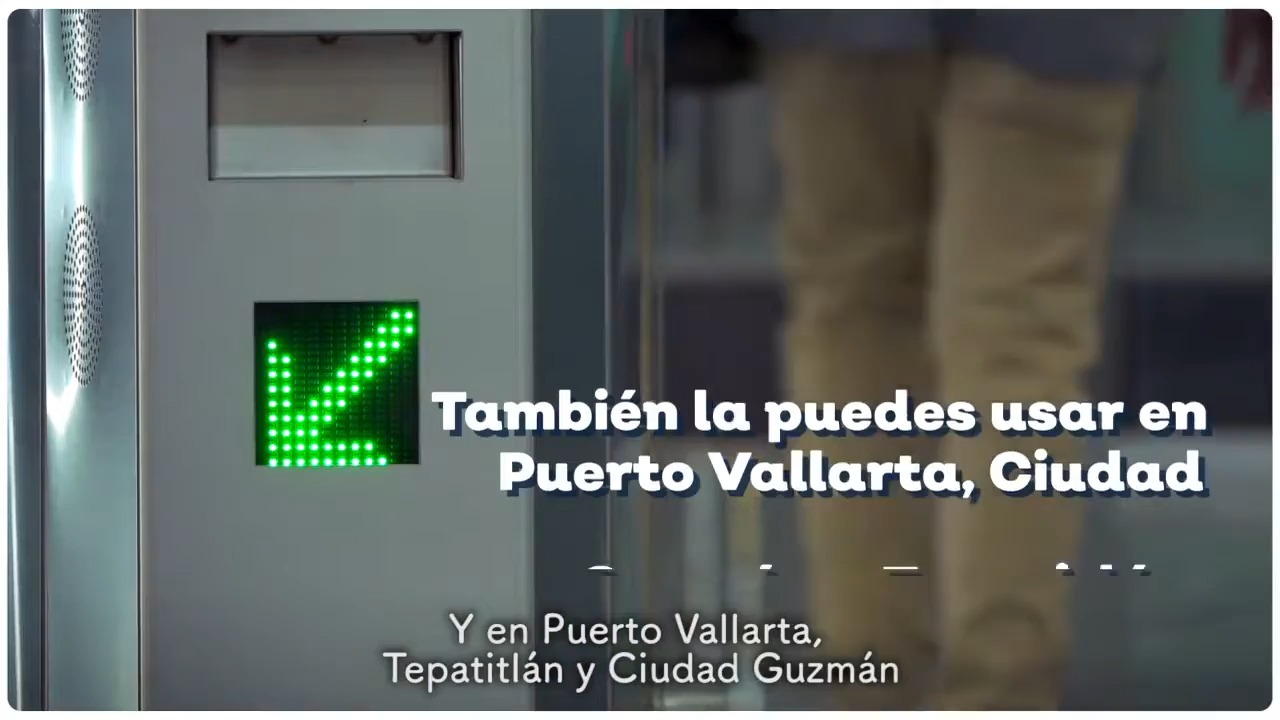 También la puedes usar en
Puerto Vallarta, Ciudad
Y en Puerto Vallarta,
Tepatitlán y Ciudad Guzmán